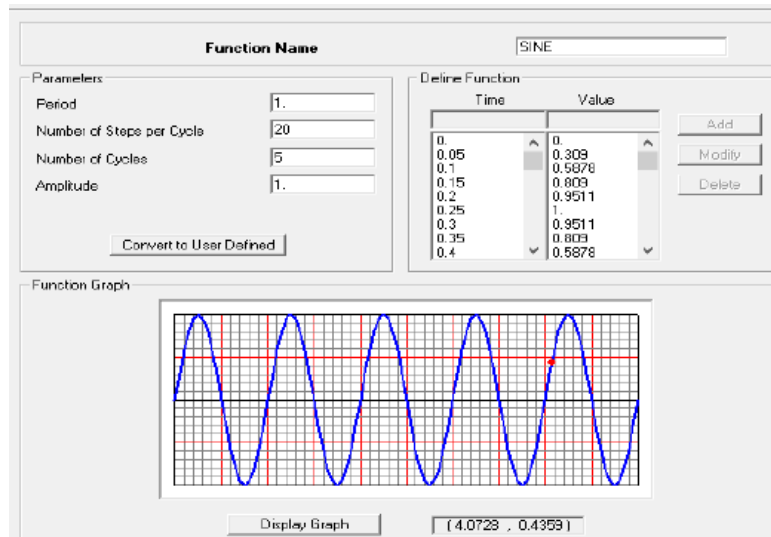 Function Name SINE
Parameters
Period 1.
Number of Steps per Cycle 20
Number of Cycles 5
Amplitude 1.
Convert to User Defined
Define Function
Time Value
0. 0.
0.05 0.309
0.1 0.5878
0.15 0.809
0.2 0.9511
0.25 1.
0.3 0.9511
0.35 0.809
0.4 0.5878
Add
Modify
Delete
Function Graph
Display Graph (4.0728 , 0.4359)